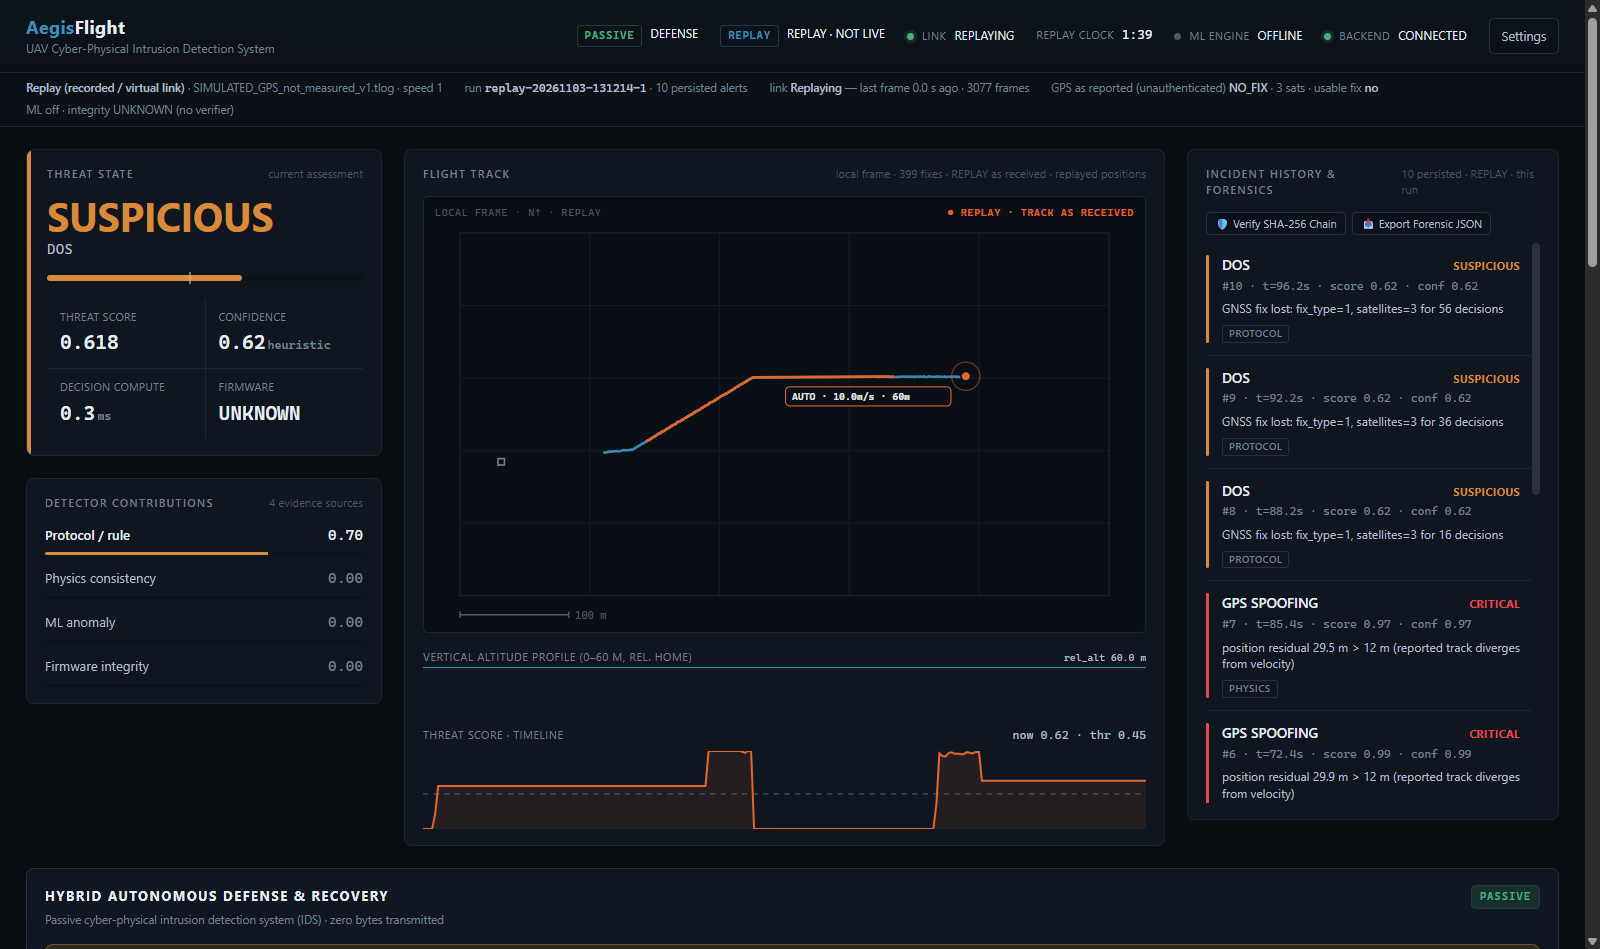 AegisFlight
UAV Cyber-Physical Intrusion Detection System
PASSIVE DEFENSE
REPLAY REPLAY · NOT LIVE
LINK REPLAYING
REPLAY CLOCK 1:39
ML ENGINE OFFLINE
BACKEND CONNECTED
Settings
Replay (recorded / virtual link) · SIMULATED_GPS_not_measured_v1.tlog · speed 1 run replay-20261103-131214-1 · 10 persisted alerts link Replaying — last frame 0.0 s ago · 3077 frames GPS as reported (unauthenticated) NO_FIX · 3 sats · usable fix no
ML off · integrity UNKNOWN (no verifier)
THREAT STATE
current assessment
SUSPICIOUS
DOS
THREAT SCORE
0.618
CONFIDENCE
0.62 heuristic
DECISION COMPUTE
0.3 ms
FIRMWARE
UNKNOWN
DETECTOR CONTRIBUTIONS
4 evidence sources
Protocol / rule 0.70
Physics consistency 0.00
ML anomaly 0.00
Firmware integrity 0.00
FLIGHT TRACK
local frame · 399 fixes · REPLAY as received · replayed positions
LOCAL FRAME · N↑ · REPLAY
REPLAY · TRACK AS RECEIVED
AUTO · 10.0m/s · 60m
100 m
VERTICAL ALTITUDE PROFILE (0–60 M, REL. HOME)
rel_alt 60.0 m
THREAT SCORE · TIMELINE
now 0.62 · thr 0.45
INCIDENT HISTORY &
FORENSICS
10 persisted · REPLAY · this
run
Verify SHA-256 Chain
Export Forensic JSON
DOS SUSPICIOUS
#10 · t=96.2s · score 0.62 · conf 0.62
GNSS fix lost: fix_type=1, satellites=3 for 56 decisions
PROTOCOL
DOS SUSPICIOUS
#9 · t=92.2s · score 0.62 · conf 0.62
GNSS fix lost: fix_type=1, satellites=3 for 36 decisions
PROTOCOL
DOS SUSPICIOUS
#8 · t=88.2s · score 0.62 · conf 0.62
GNSS fix lost: fix_type=1, satellites=3 for 16 decisions
PROTOCOL
GPS SPOOFING CRITICAL
#7 · t=85.4s · score 0.97 · conf 0.97
position residual 29.5 m > 12 m (reported track diverges
from velocity)
PHYSICS
GPS SPOOFING CRITICAL
#6 · t=72.4s · score 0.99 · conf 0.99
position residual 29.9 m > 12 m (reported track diverges
from velocity)
HYBRID AUTONOMOUS DEFENSE & RECOVERY
PASSIVE
Passive cyber-physical intrusion detection system (IDS) · zero bytes transmitted